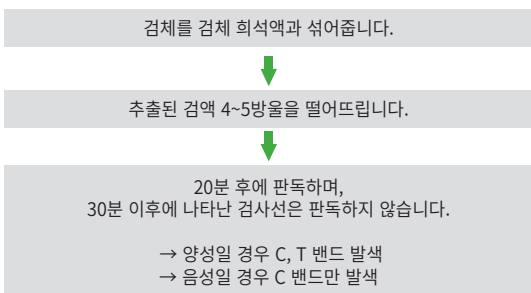 검체를 검체 희석액과 섞어줍니다.
추출된 검액 4~5방울을 떨어뜨립니다.
20분 후에 판독하며,
30분 이후에 나타난 검사선은 판독하지 않습니다.
→ 양성일 경우 C, T 밴드 발색
→ 음성일 경우 C 밴드만 발색